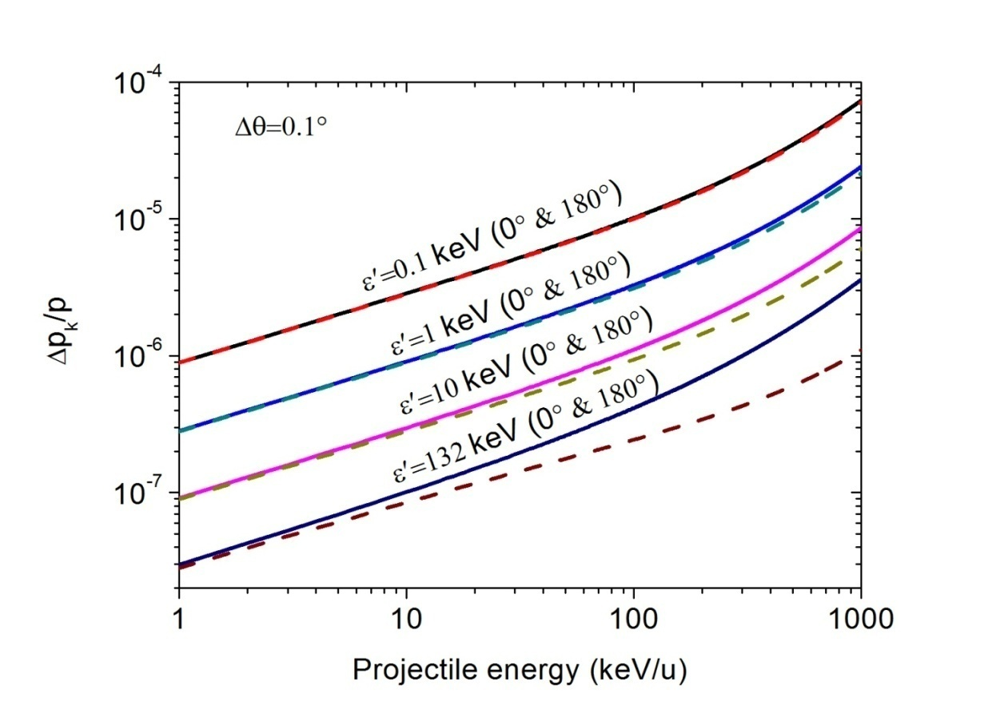 10⁻⁴
Δθ=0.1°
10⁻⁵
ε′=0.1 keV (0° & 180°)
ε′=1 keV (0° & 180°)
10⁻⁶
ε′=10 keV (0° & 180°)
ε′=132 keV (0° & 180°)
10⁻⁷
Δpₖ/p
1 10 100 1000
Projectile energy (keV/u)